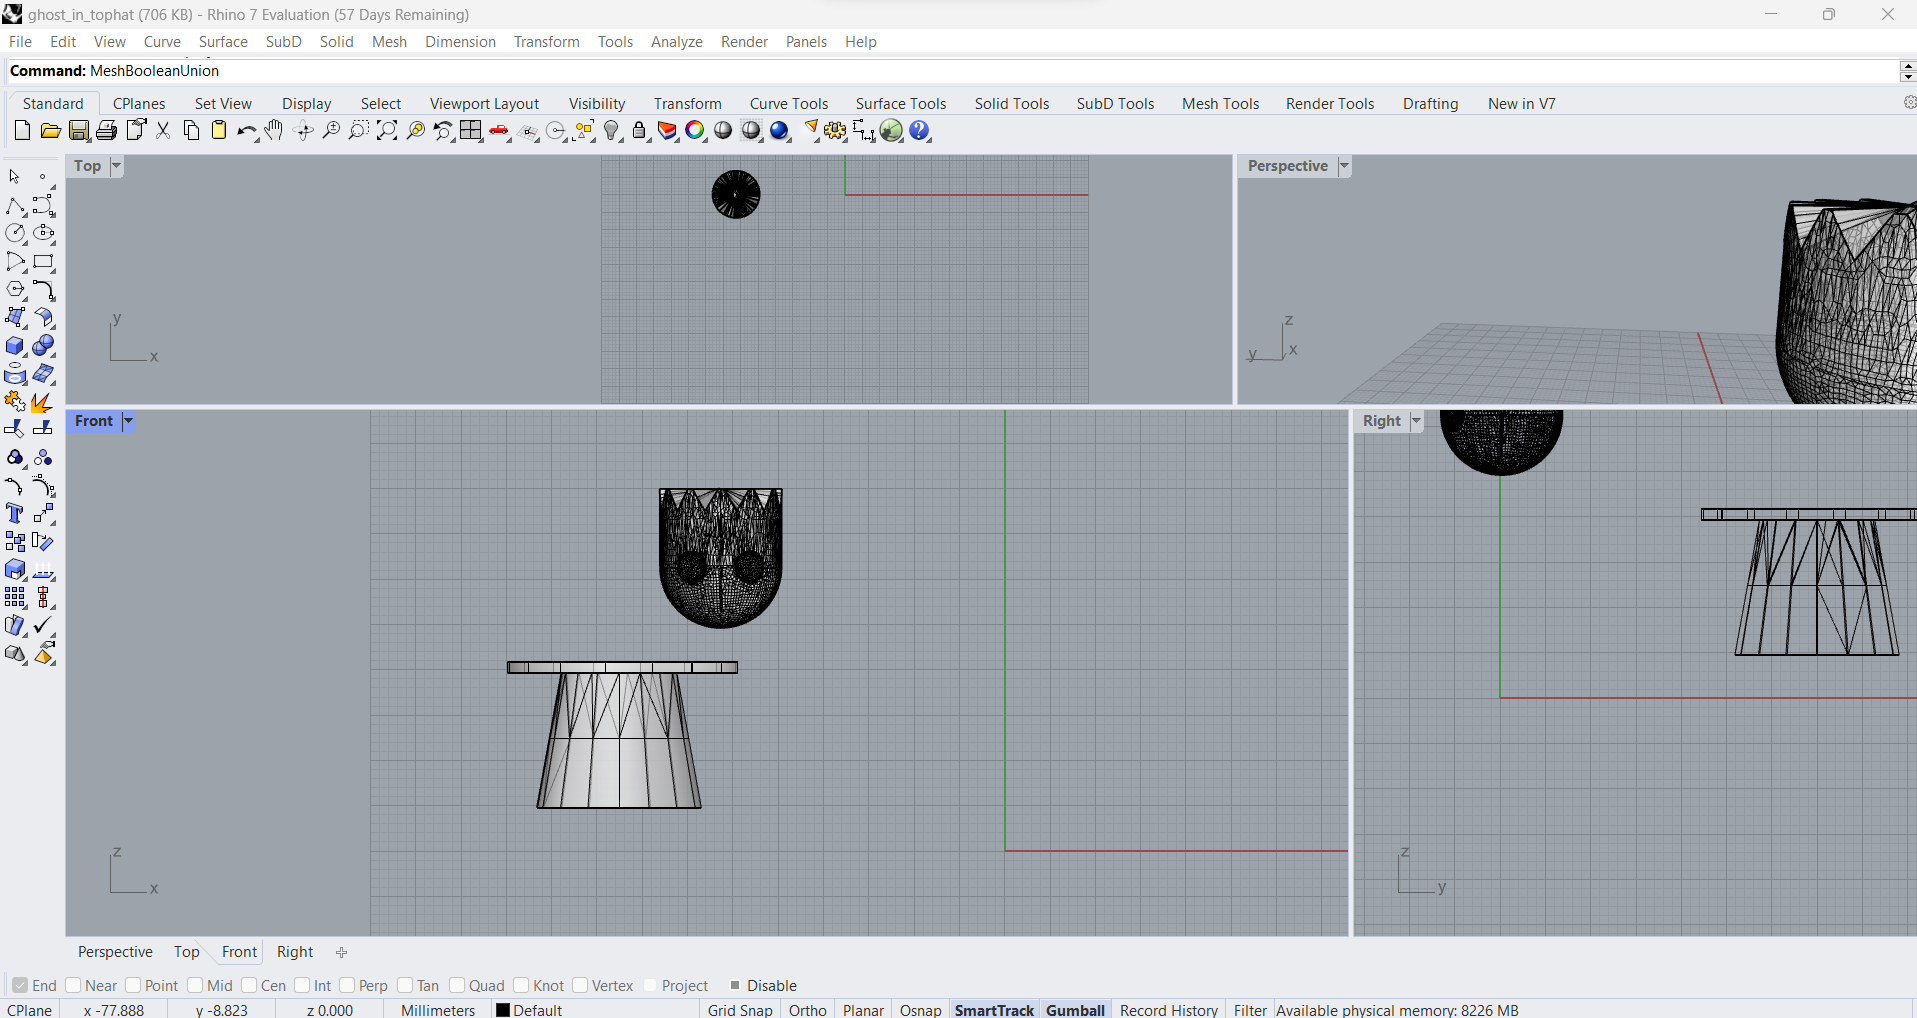 ghost_in_tophat (706 KB) - Rhino 7 Evaluation (57 Days Remaining)
File Edit View Curve Surface SubD Solid Mesh Dimension Transform Tools Analyze Render Panels Help
Command: MeshBooleanUnion
Standard CPlanes Set View Display Select Viewport Layout Visibility Transform Curve Tools Surface Tools Solid Tools SubD Tools Mesh Tools Render Tools Drafting New in V7
Top
Perspective
y
x
z
y x
Front
Right
z
x
z
y
Perspective Top Front Right
End Near Point Mid Cen Int Perp Tan Quad Knot Vertex Project Disable
CPlane x -77.888 y -8.823 z 0.000 Millimeters Default Grid Snap Ortho Planar Osnap SmartTrack Gumball Record History Filter Available physical memory: 8226 MB